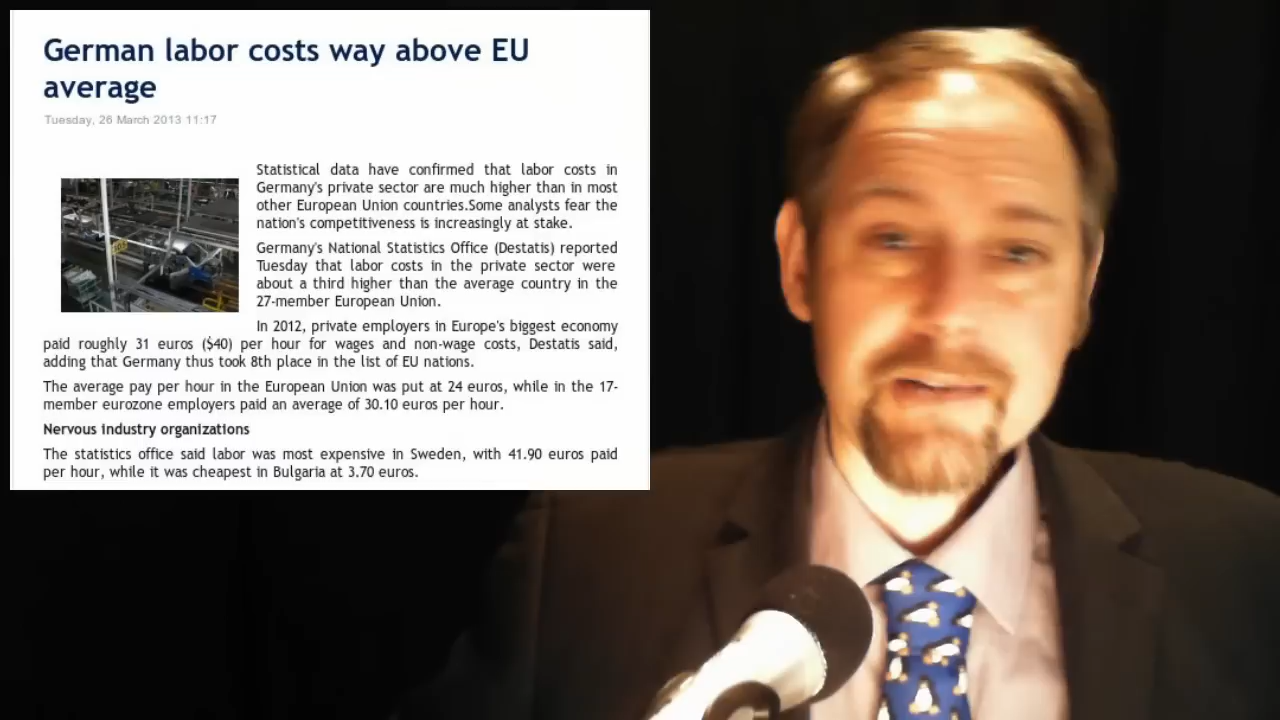 German labor costs way above EU
average
Tuesday, 26 March 2013 11:17
Statistical data have confirmed that labor costs in
Germany's private sector are much higher than in most
other European Union countries.Some analysts fear the
nation's competitiveness is increasingly at stake.
Germany's National Statistics Office (Destatis) reported
Tuesday that labor costs in the private sector were
about a third higher than the average country in the
27-member European Union.
In 2012, private employers in Europe's biggest economy
paid roughly 31 euros ($40) per hour for wages and non-wage costs, Destatis said,
adding that Germany thus took 8th place in the list of EU nations.
The average pay per hour in the European Union was put at 24 euros, while in the 17-
member eurozone employers paid an average of 30.10 euros per hour.
Nervous industry organizations
The statistics office said labor was most expensive in Sweden, with 41.90 euros paid
per hour, while it was cheapest in Bulgaria at 3.70 euros.